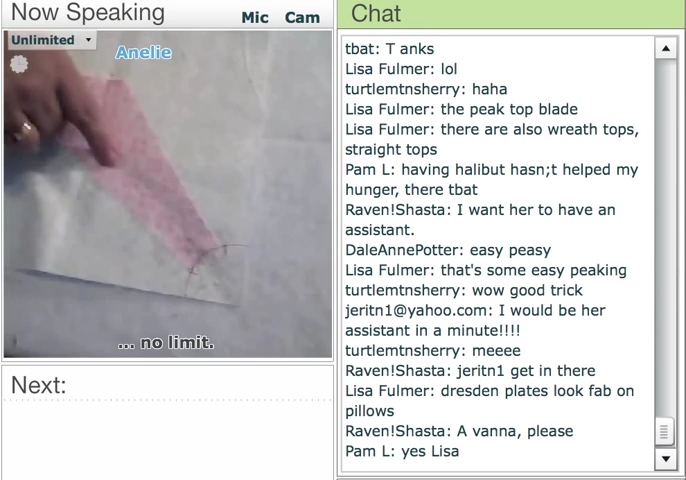 Now Speaking
Mic
Cam
Unlimited
Anelie
... no limit.
Next:
Chat
tbat: T anks
Lisa Fulmer: lol
turtlemtnsherry: haha
Lisa Fulmer: the peak top blade
Lisa Fulmer: there are also wreath tops,
straight tops
Pam L: having halibut hasn;t helped my
hunger, there tbat
Raven!Shasta: I want her to have an
assistant.
DaleAnnePotter: easy peasy
Lisa Fulmer: that's some easy peaking
turtlemtnsherry: wow good trick
jeritn1@yahoo.com: I would be her
assistant in a minute!!!!
turtlemtnsherry: meeee
Raven!Shasta: jeritn1 get in there
Lisa Fulmer: dresden plates look fab on
pillows
Raven!Shasta: A vanna, please
Pam L: yes Lisa